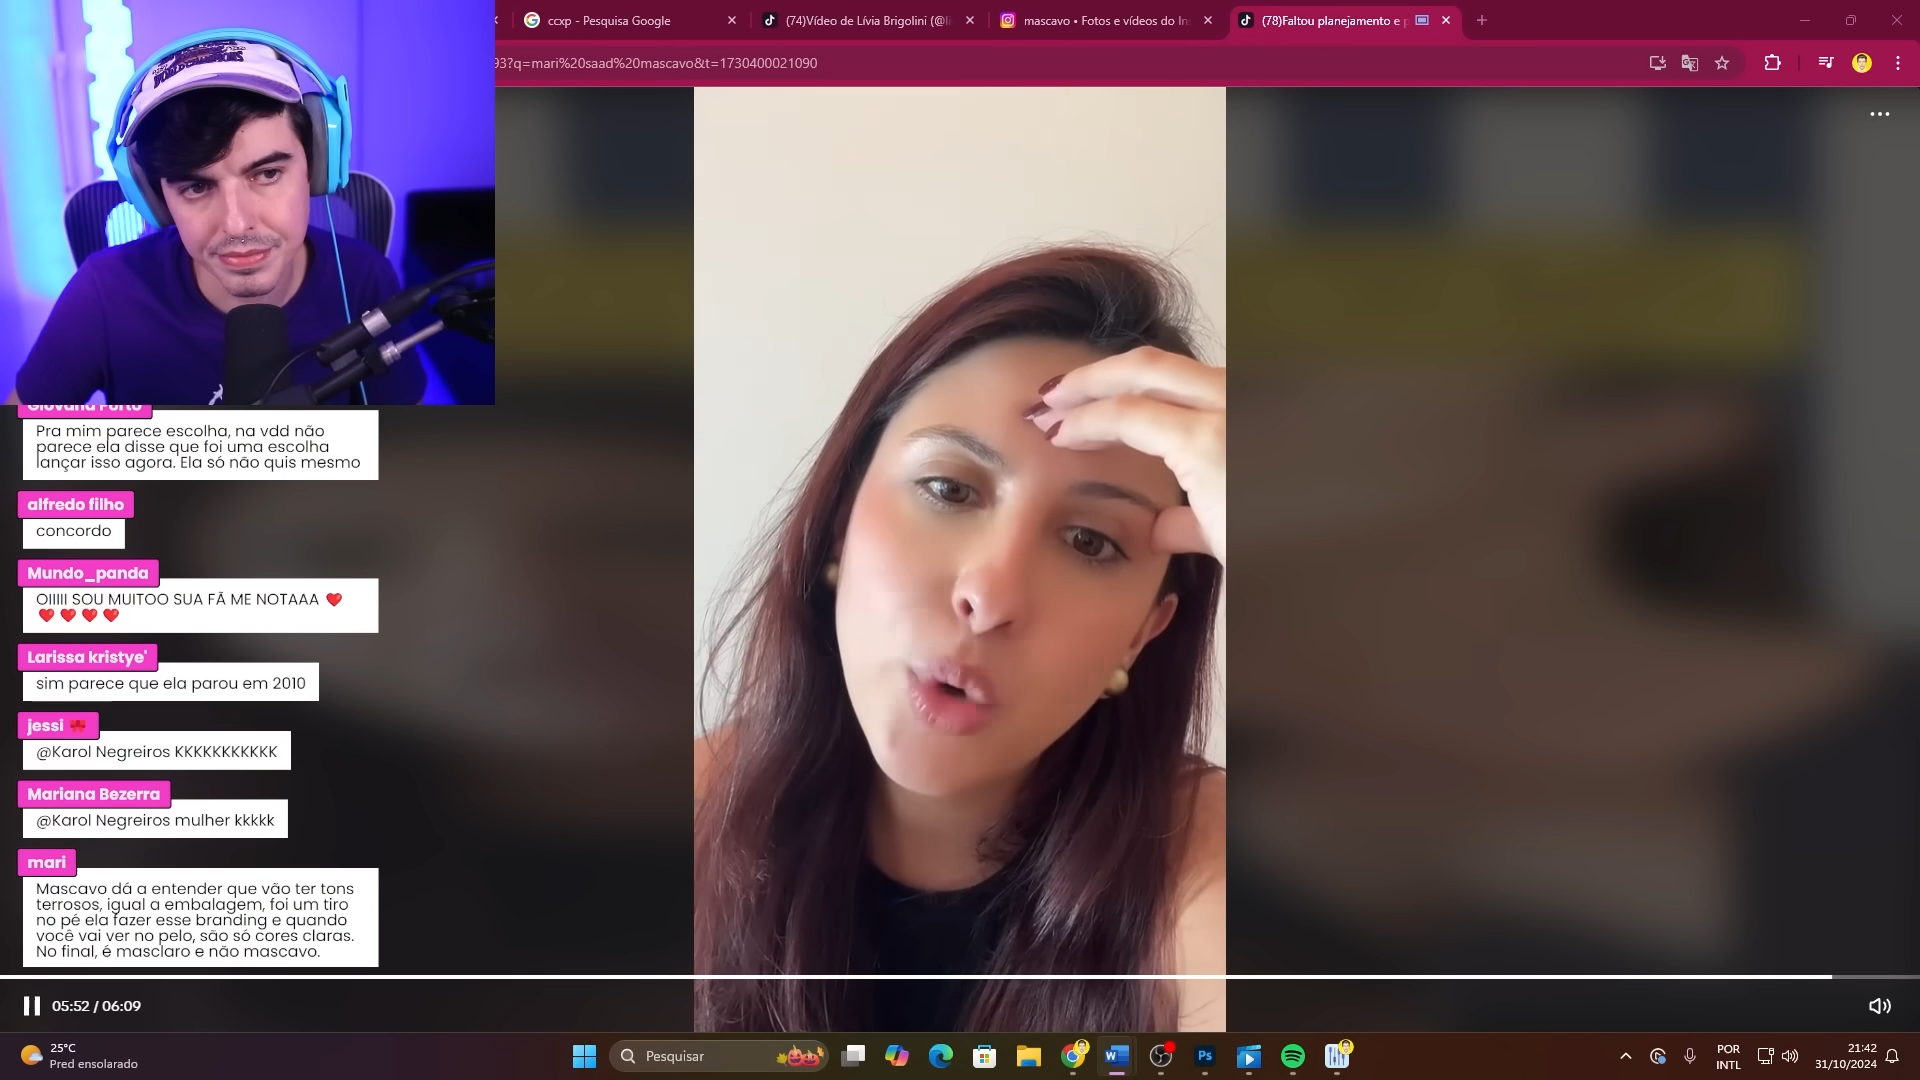 ccxp - Pesquisa Google
(74)Vídeo de Lívia Brigolini (@li
mascavo • Fotos e vídeos do Ins
(78)Faltou planejamento e p
93?q=mari%20saad%20mascavo&t=1730400021090
Giovana Porto
Pra mim parece escolha, na vdd não
parece ela disse que foi uma escolha
lançar isso agora. Ela só não quis mesmo
alfredo filho
concordo
Mundo_panda
OIIIII SOU MUITOO SUA FÃ ME NOTAAA ❤️
❤️ ❤️ ❤️ ❤️
Larissa kristye'
sim parece que ela parou em 2010
jessi
@Karol Negreiros KKKKKKKKKKK
Mariana Bezerra
@Karol Negreiros mulher kkkkk
mari
Mascavo dá a entender que vão ter tons
terrosos, igual a embalagem, foi um tiro
no pé ela fazer esse branding e quando
você vai ver no pelo, são só cores claras.
No final, é masclaro e não mascavo.
05:52 / 06:09
25°C
Pred ensolarado
Pesquisar
W
Ps
POR
INTL
21:42
31/10/2024